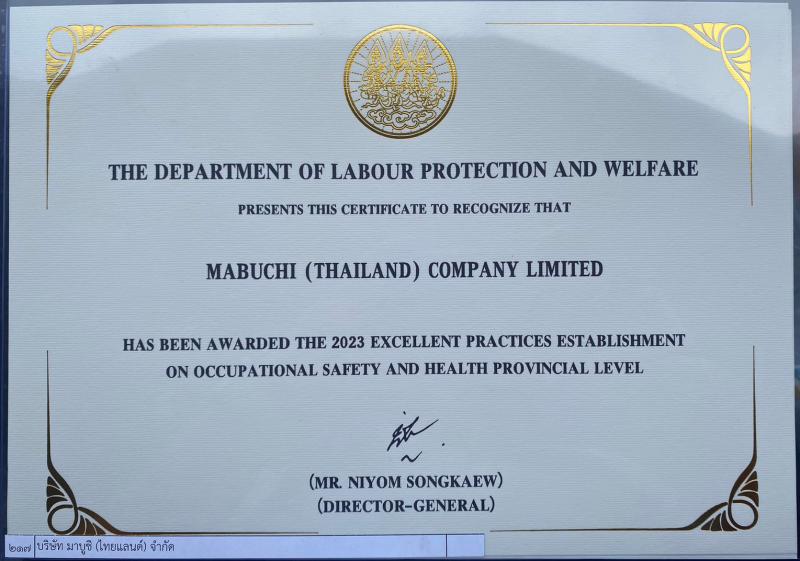 THE DEPARTMENT OF LABOUR PROTECTION AND WELFARE
PRESENTS THIS CERTIFICATE TO RECOGNIZE THAT
MABUCHI (THAILAND) COMPANY LIMITED
HAS BEEN AWARDED THE 2023 EXCELLENT PRACTICES ESTABLISHMENT
ON OCCUPATIONAL SAFETY AND HEALTH PROVINCIAL LEVEL
(MR. NIYOM SONGKAEW)
(DIRECTOR-GENERAL)
๒๑๗ บริษัท มาบูชิ (ไทยแลนด์) จำกัด